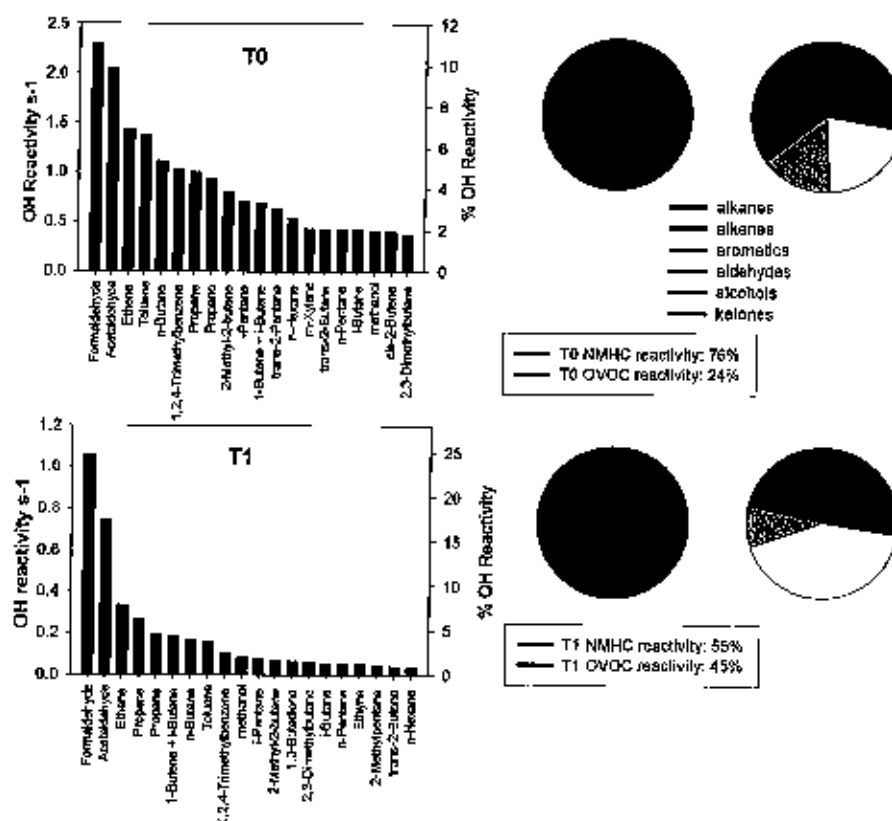 T0
OH Reactivity s-1
2.5
2.0
1.5
1.0
0.5
0.0
% OH Reactivity
12
10
8
6
4
2
0
Formaldehyde
Acetaldehyde
Ethene
Toluene
n-Butane
1,2,4-Trimethylbenzene
Propene
Propane
2-Methyl-2-butene
-Pentane
1-Butene + i-Butene
trans-2-Pentene
n-Hexane
m-Xylene
trans-2-Butene
n-Pentane
i-Butane
methanol
cis-2-Butene
2,3-Dimethylbutane
alkanes
alkenes
aromatics
aldehydes
alcohols
ketones
T0 NMHC reactivity: 76%
T0 OVOC reactivity: 24%
T1
OH reactivity s-1
1.2
1.0
0.8
0.6
0.4
0.2
0.0
% OH Reactivity
25
20
15
10
5
0
Formaldehyde
Acetaldehyde
Ethene
Propene
Propane
1-Butene + i-Butene
n-Butane
Toluene
,2,4-Trimethylbenzene
methanol
i-Pentane
2-Methyl-2-butene
1,3-Butadiene
2,3-Dimethylbutane
i-Butane
n-Pentane
Ethyne
2-Methylpentane
trans-2-Butene
n-Hexane
T1 NMHC reactivity: 55%
T1 OVOC reactivity: 45%